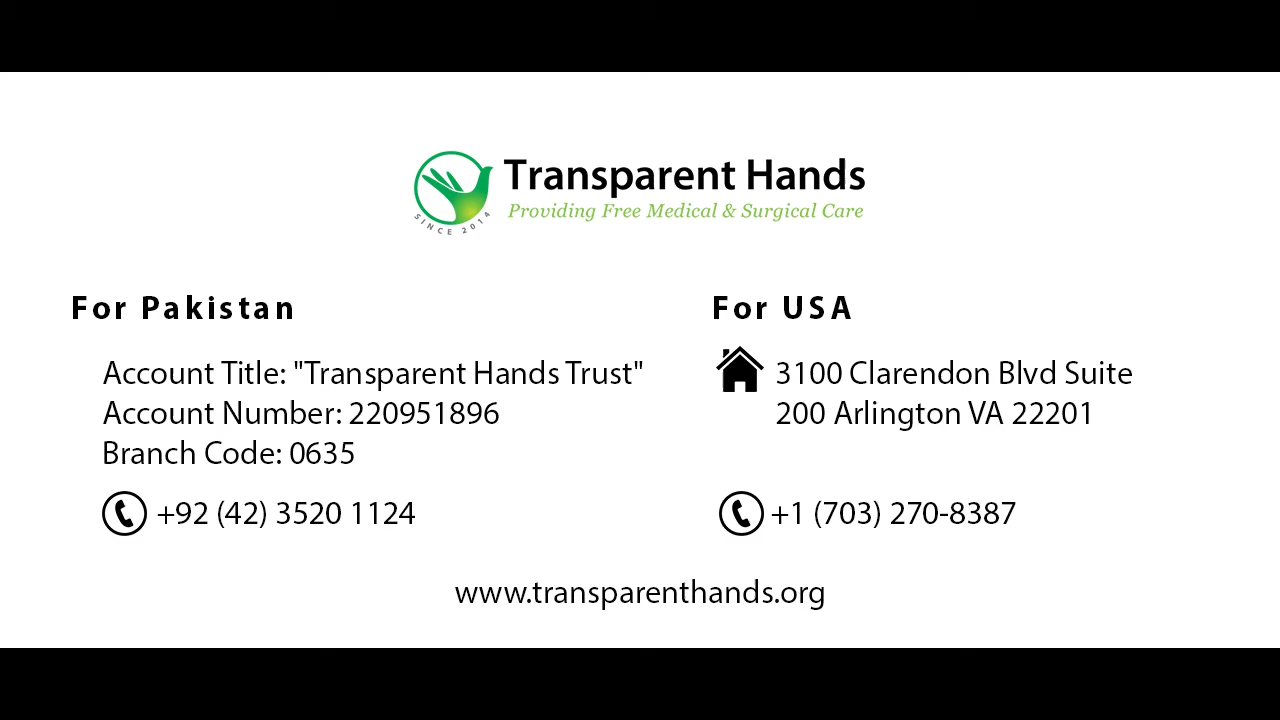 Transparent Hands
Providing Free Medical & Surgical Care
SINCE 2014
For Pakistan
Account Title: "Transparent Hands Trust"
Account Number: 220951896
Branch Code: 0635
+92 (42) 3520 1124
For USA
3100 Clarendon Blvd Suite
200 Arlington VA 22201
+1 (703) 270-8387
www.transparenthands.org